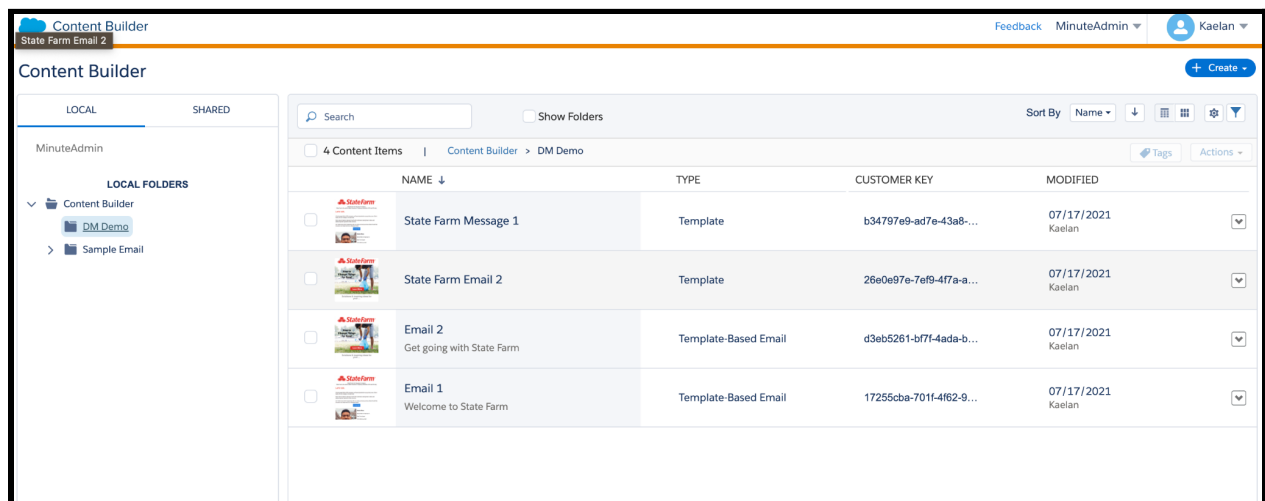 Content Builder
Feedback MinuteAdmin Kaelan
State Farm Email 2
Content Builder
+ Create
LOCAL SHARED
Search
Show Folders
Sort By Name
MinuteAdmin
4 Content Items | Content Builder > DM Demo
Tags Actions
LOCAL FOLDERS
Content Builder
DM Demo
Sample Email
NAME TYPE CUSTOMER KEY MODIFIED
StateFarm
State Farm Message 1 Template b34797e9-ad7e-43a8-... 07/17/2021
Kaelan
StateFarm
State Farm Email 2 Template 26e0e97e-7ef9-4f7a-a... 07/17/2021
Kaelan
StateFarm
Email 2 Template-Based Email d3eb5261-bf7f-4ada-b... 07/17/2021
Get going with State Farm Kaelan
StateFarm
Email 1 Template-Based Email 17255cba-701f-4f62-9... 07/17/2021
Welcome to State Farm Kaelan